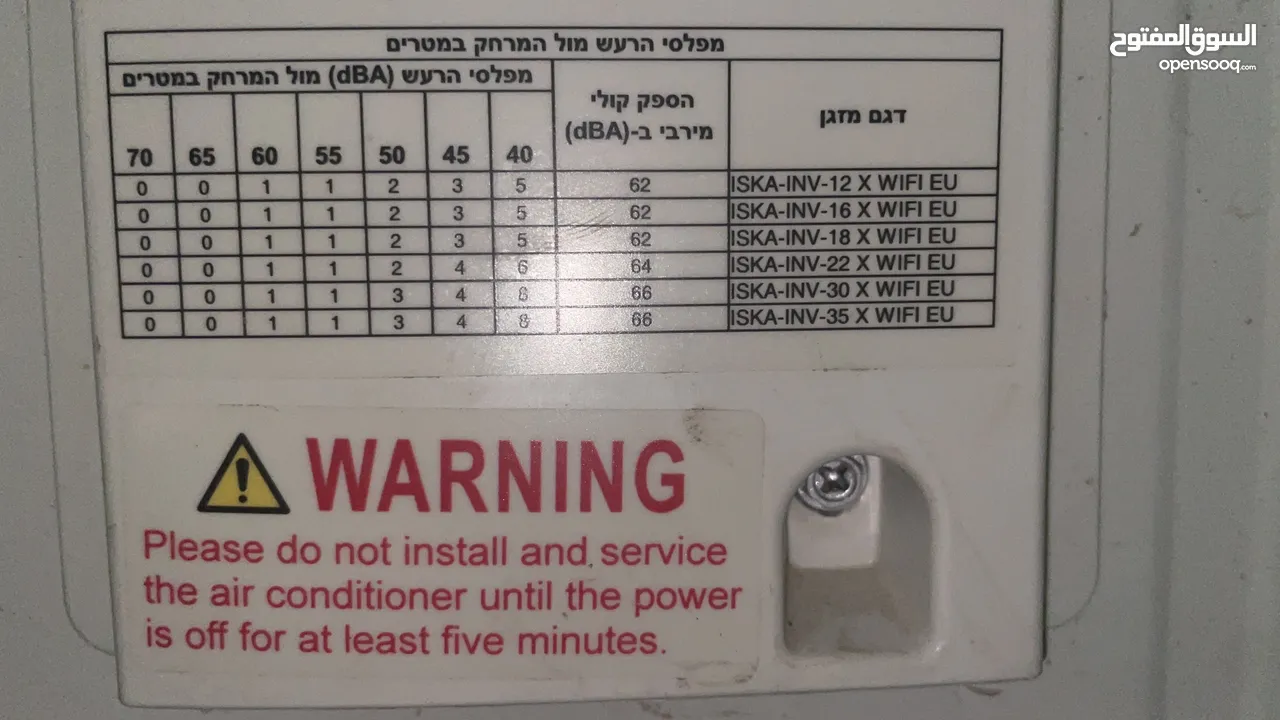 السوق المفتوح
opensooq.com
מפלסי הרעש מול המרחק במטרים
דגם מזגן הספק קולי מירבי ב-(dBA) מפלסי הרעש (dBA) מול המרחק במטרים
70 65 60 55 50 45 40
0 0 1 1 2 3 5 62 ISKA-INV-12 X WIFI EU
0 0 1 1 2 3 5 62 ISKA-INV-16 X WIFI EU
0 0 1 1 2 3 5 62 ISKA-INV-18 X WIFI EU
0 0 1 1 2 4 6 64 ISKA-INV-22 X WIFI EU
0 0 1 1 3 4 8 66 ISKA-INV-30 X WIFI EU
0 0 1 1 3 4 8 66 ISKA-INV-35 X WIFI EU
WARNING
Please do not install and service
the air conditioner until the power
is off for at least five minutes.